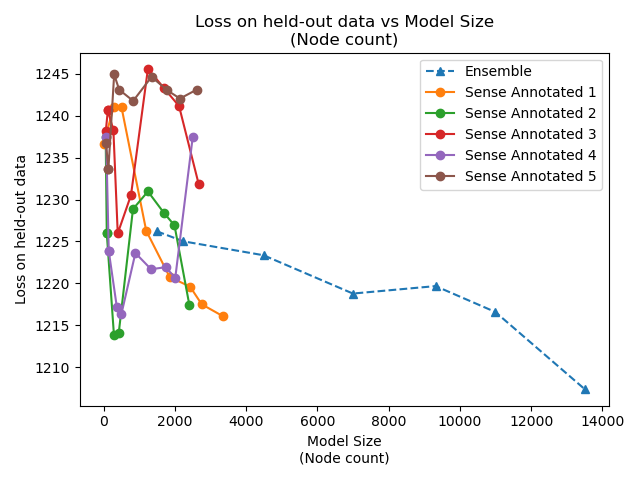 Loss on held-out data vs Model Size
(Node count)
Loss on held-out data
1245
1240
1235
1230
1225
1220
1215
1210
Ensemble
Sense Annotated 1
Sense Annotated 2
Sense Annotated 3
Sense Annotated 4
Sense Annotated 5
0 2000 4000 6000 8000 10000 12000 14000
Model Size
(Node count)